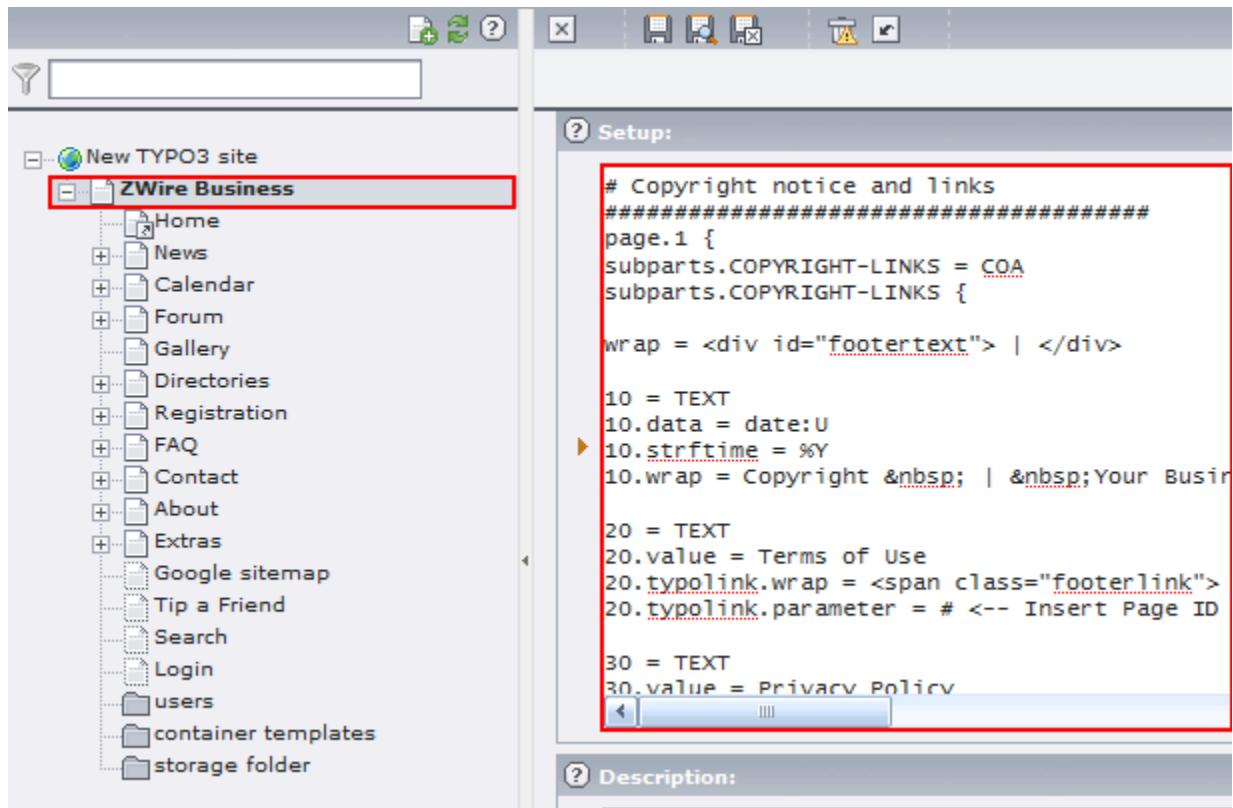 New TYPO3 site
ZWire Business
Home
News
Calendar
Forum
Gallery
Directories
Registration
FAQ
Contact
About
Extras
Google sitemap
Tip a Friend
Search
Login
users
container templates
storage folder
Setup:
# Copyright notice and links
#######################################
page.1 {
subparts.COPYRIGHT-LINKS = COA
subparts.COPYRIGHT-LINKS {
wrap = <div id="footertext"> | </div>
10 = TEXT
10.data = date:U
10.strftime = %Y
10.wrap = Copyright &nbsp; | &nbsp;Your
20 = TEXT
20.value = Terms of Use
20.typolink.wrap = <span class="footerlink">
20.typolink.parameter = # <-- Insert Page ID
30 = TEXT
30.value = Privacy Policy
Description: